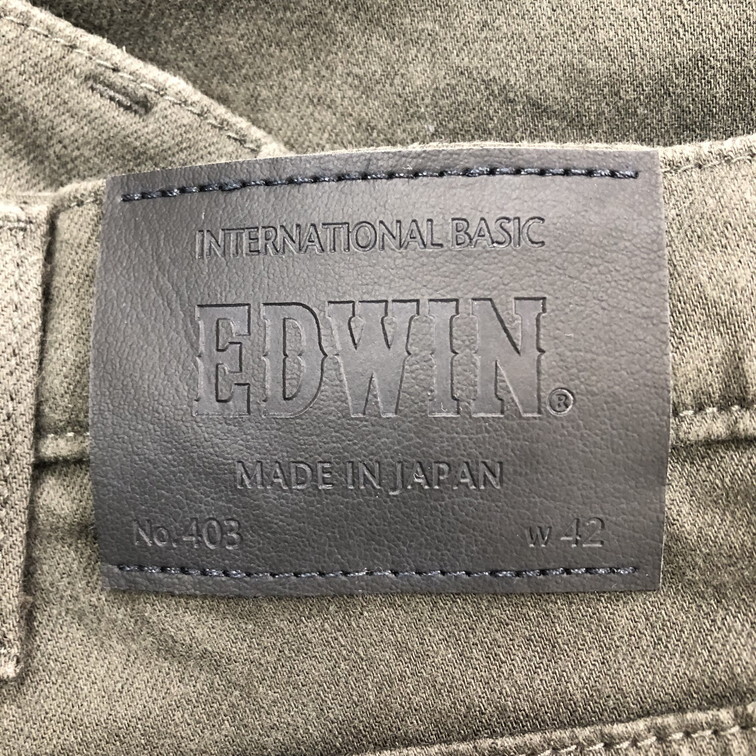 INTERNATIONAL BASIC
EDWIN®
MADE IN JAPAN
No. 403 W 42